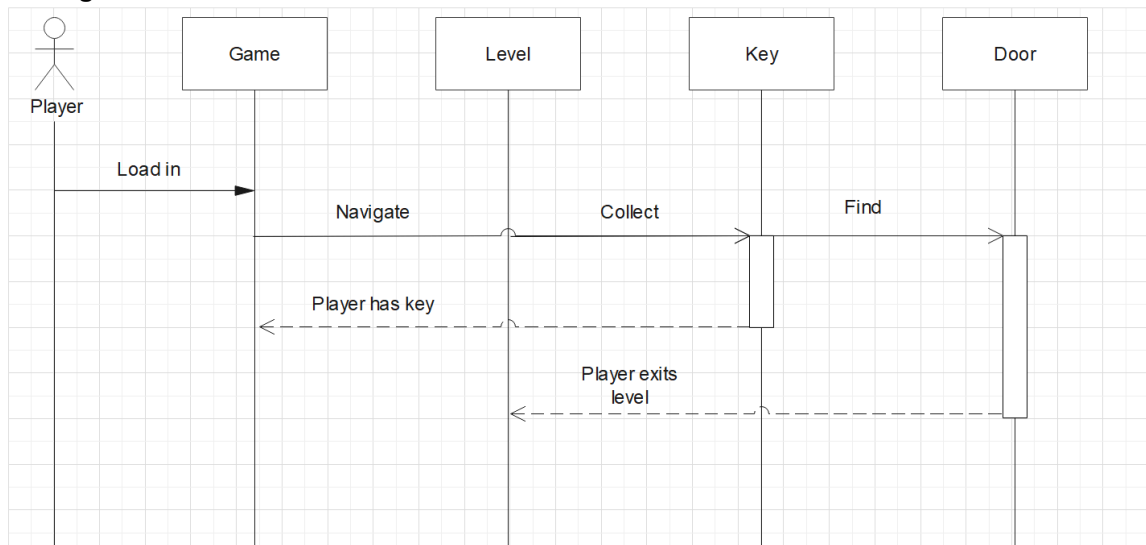 Game
Level
Key
Door
Player
Load in
Navigate
Collect
Find
Player has key
Player exits
level